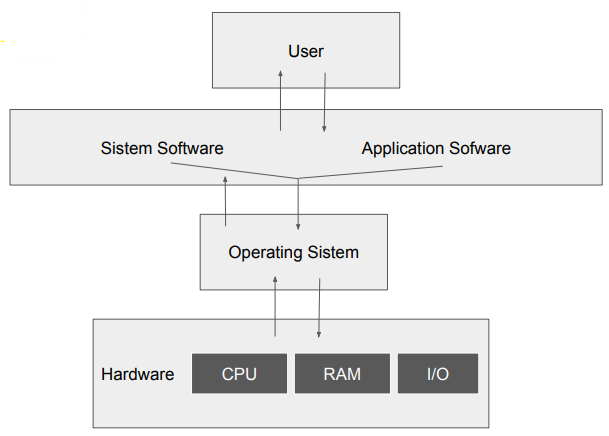 User
Sistem Software
Application Sofware
Operating Sistem
Hardware
CPU
RAM
I/O